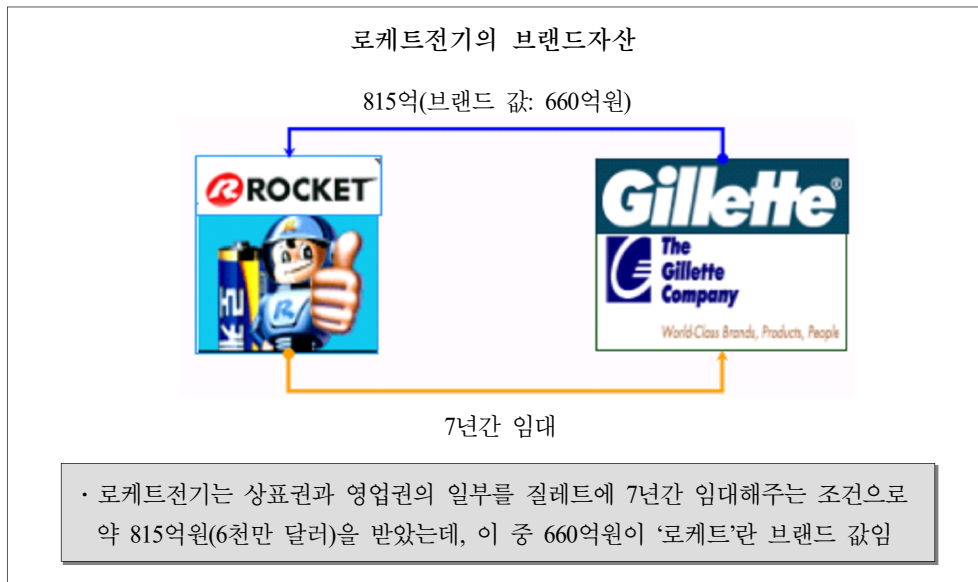 로케트전기의 브랜드자산
815억(브랜드 값: 660억원)
ROCKET
Gillette®
The
Gillette
Company
World-Class Brands, Products, People
로케트
R
7년간 임대
· 로케트전기는 상표권과 영업권의 일부를 질레트에 7년간 임대해주는 조건으로
약 815억원(6천만 달러)을 받았는데, 이 중 660억원이 ‘로케트’란 브랜드 값임